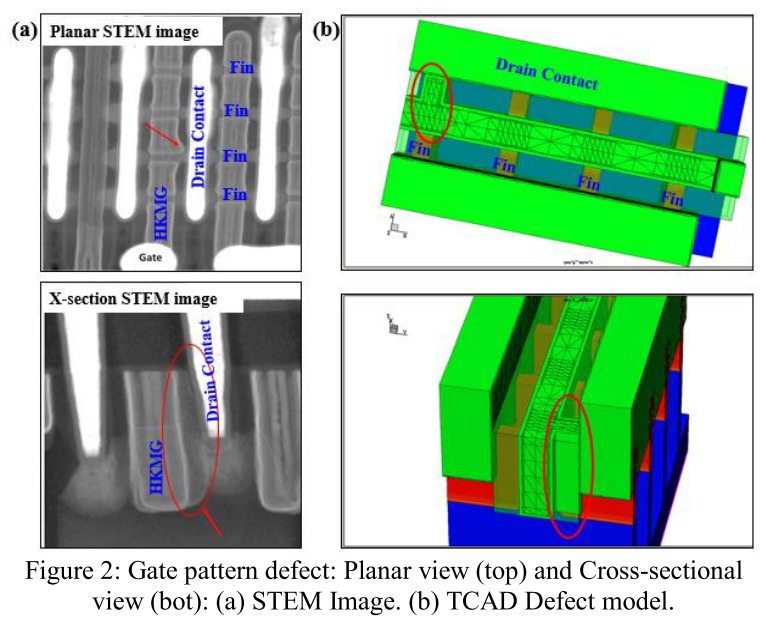 (a)
Planar STEM image
Fin
Fin
Fin
Fin
Drain Contact
HKMG
Gate
(b)
Drain Contact
Fin
Fin
Fin
Fin
X-section STEM image
Drain Contact
HKMG
Figure 2: Gate pattern defect: Planar view (top) and Cross-sectional
view (bot): (a) STEM Image. (b) TCAD Defect model.